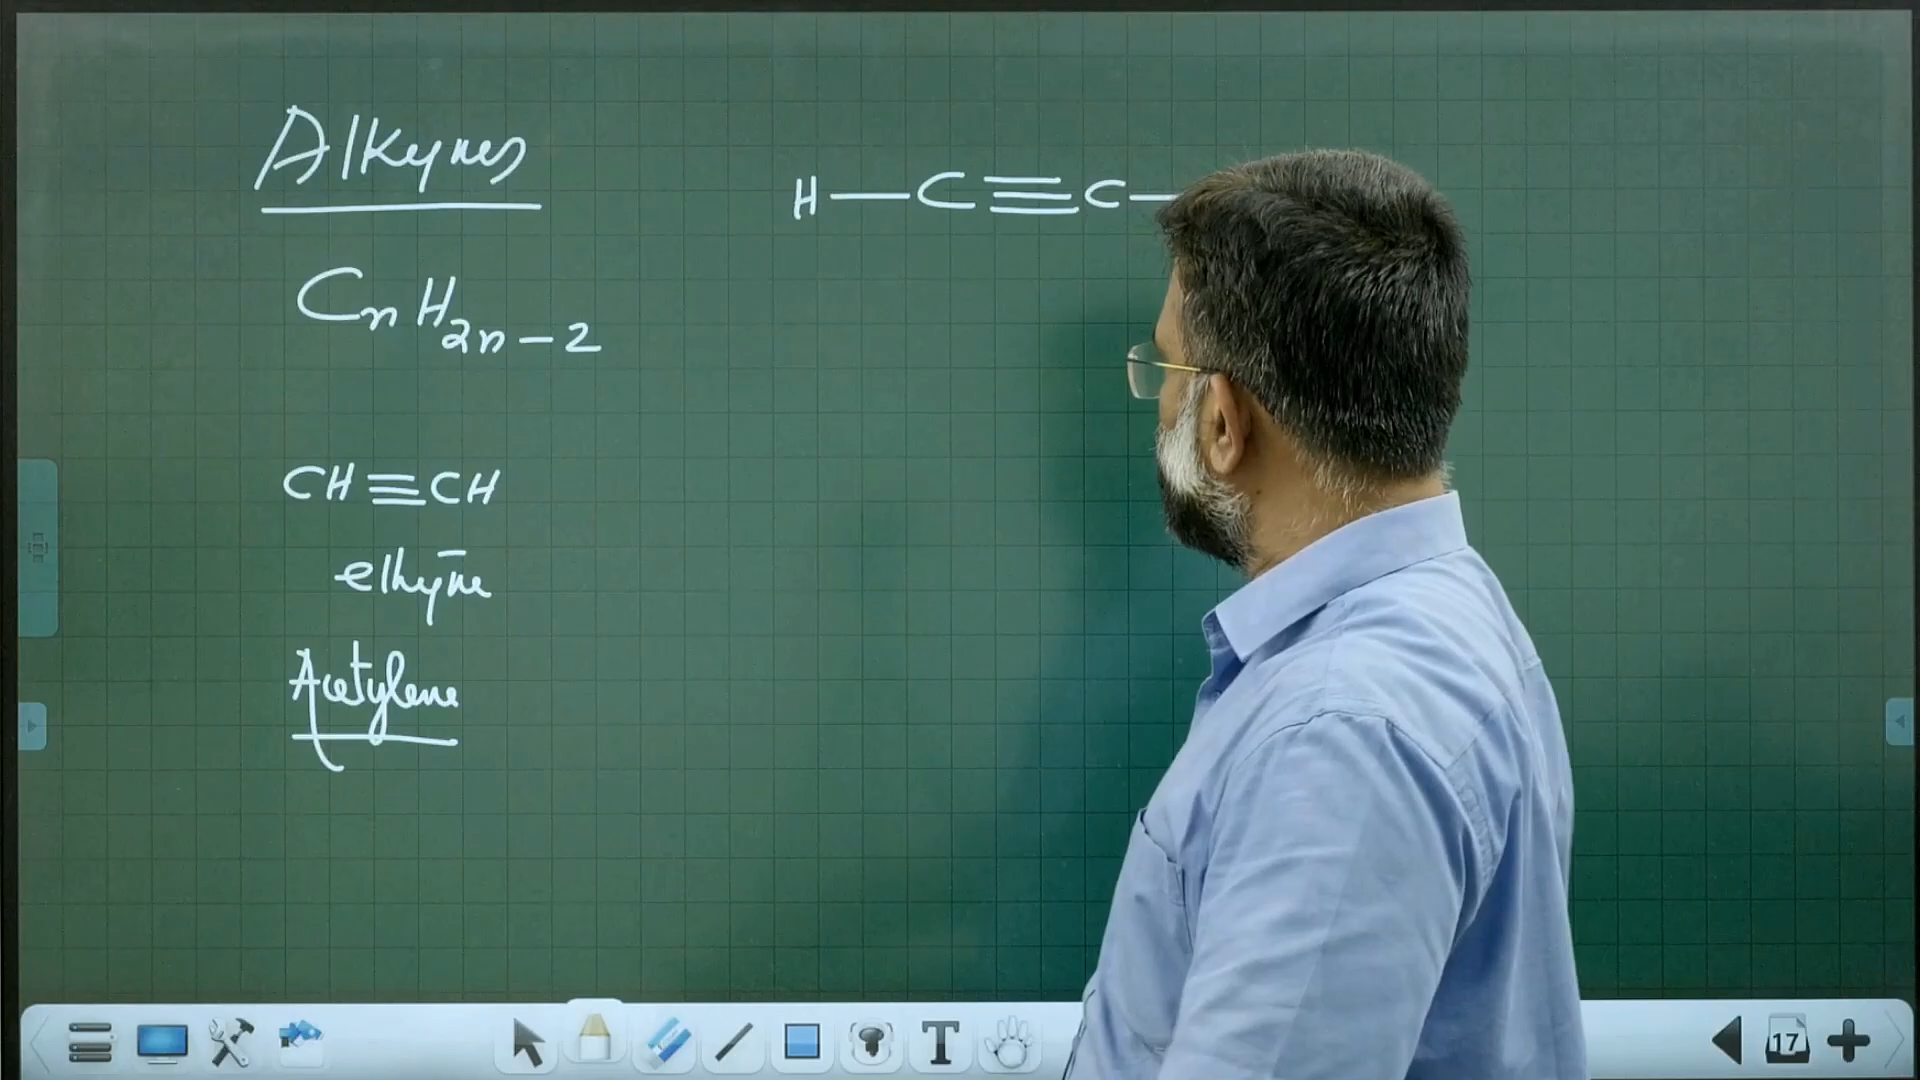 Alkynes
CnH2n-2
CH≡CH
ethyne
Acetylene
H—C≡C—
T
17